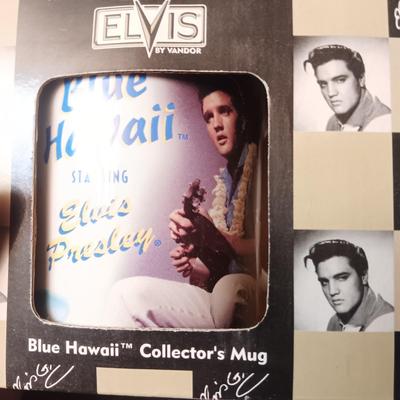 ELVIS
BY VANDOR
Blue
Hawaii™
STARRING
Elvis
Presley®
Blue Hawaii™ Collector's Mug